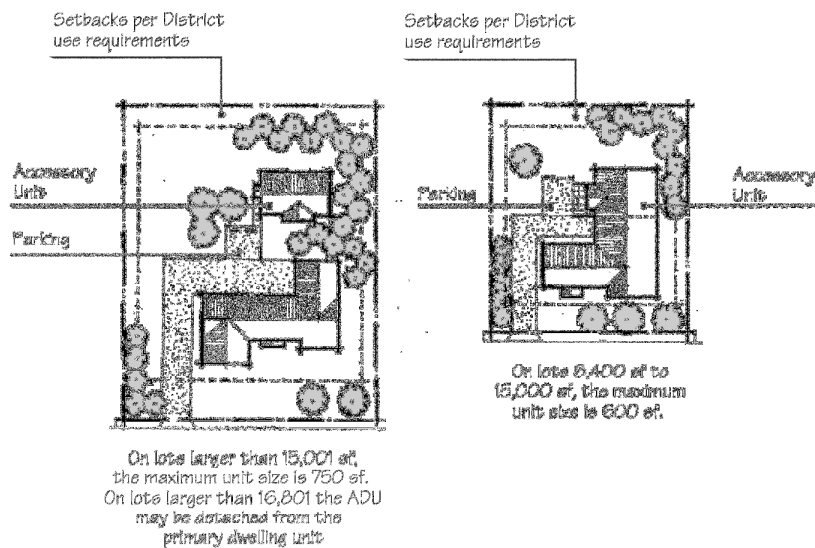 Setbacks per District
use requirements
Accessory
Unit
Parking
On lots larger than 15,001 sf,
the maximum unit size is 750 sf.
On lots larger than 16,801 the ADU
may be detached from the
primary dwelling unit
Setbacks per District
use requirements
Parking
Accessory
Unit
On lots 8,400 sf to
15,000 sf, the maximum
unit size is 600 sf.